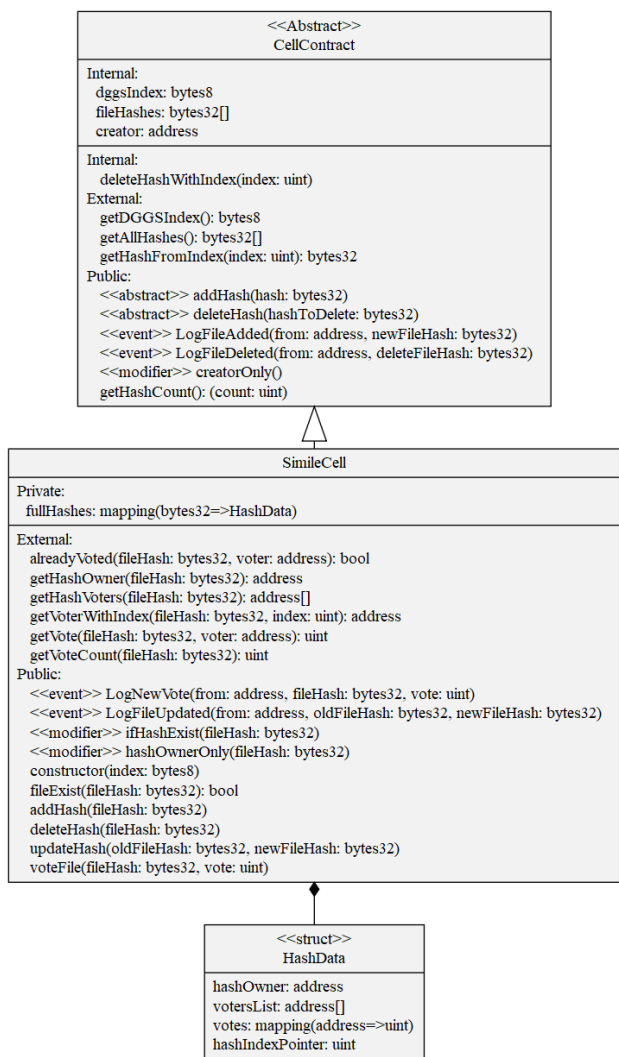 <<Abstract>>
CellContract
Internal:
dggsIndex: bytes8
fileHashes: bytes32[]
creator: address
Internal:
deleteHashWithIndex(index: uint)
External:
getDGGSIndex(): bytes8
getAllHashes(): bytes32[]
getHashFromIndex(index: uint): bytes32
Public:
<<abstract>> addHash(hash: bytes32)
<<abstract>> deleteHash(hashToDelete: bytes32)
<<event>> LogFileAdded(from: address, newFileHash: bytes32)
<<event>> LogFileDeleted(from: address, deleteFileHash: bytes32)
<<modifier>> creatorOnly()
getHashCount(): (count: uint)
SimileCell
Private:
fullHashes: mapping(bytes32=>HashData)
External:
alreadyVoted(fileHash: bytes32, voter: address): bool
getHashOwner(fileHash: bytes32): address
getHashVoters(fileHash: bytes32): address[]
getVoterWithIndex(fileHash: bytes32, index: uint): address
getVote(fileHash: bytes32, voter: address): uint
getVoteCount(fileHash: bytes32): uint
Public:
<<event>> LogNewVote(from: address, fileHash: bytes32, vote: uint)
<<event>> LogFileUpdated(from: address, oldFileHash: bytes32, newFileHash: bytes32)
<<modifier>> ifHashExist(fileHash: bytes32)
<<modifier>> hashOwnerOnly(fileHash: bytes32)
constructor(index: bytes8)
fileExist(fileHash: bytes32): bool
addHash(fileHash: bytes32)
deleteHash(fileHash: bytes32)
updateHash(oldFileHash: bytes32, newFileHash: bytes32)
voteFile(fileHash: bytes32, vote: uint)
<<struct>>
HashData
hashOwner: address
votersList: address[]
votes: mapping(address=>uint)
hashIndexPointer: uint